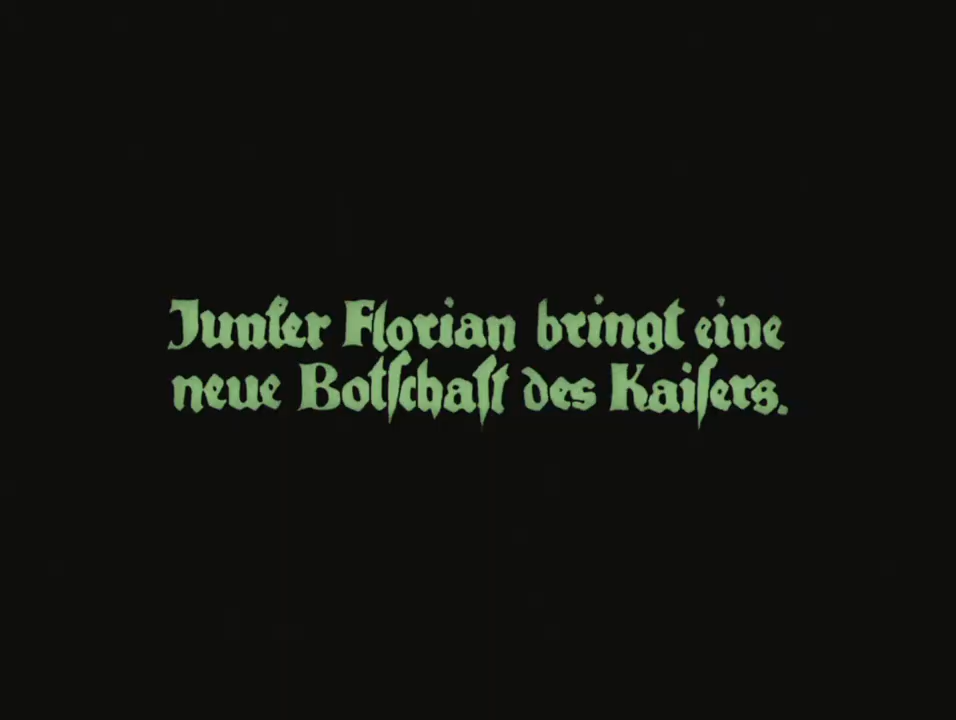 Junker Florian bringt eine
neue Botschaft des Kaisers.